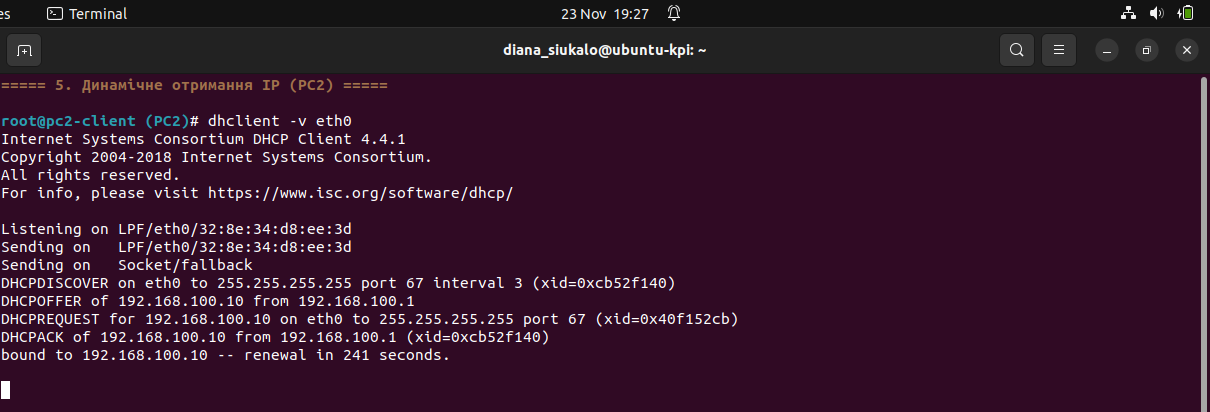 es Terminal 23 Nov 19:27
diana_siukalo@ubuntu-kpi: ~
===== 5. Динамічне отримання IP (PC2) =====
root@pc2-client (PC2)# dhclient -v eth0
Internet Systems Consortium DHCP Client 4.4.1
Copyright 2004-2018 Internet Systems Consortium.
All rights reserved.
For info, please visit https://www.isc.org/software/dhcp/
Listening on LPF/eth0/32:8e:34:d8:ee:3d
Sending on   LPF/eth0/32:8e:34:d8:ee:3d
Sending on   Socket/fallback
DHCPDISCOVER on eth0 to 255.255.255.255 port 67 interval 3 (xid=0xcb52f140)
DHCPOFFER of 192.168.100.10 from 192.168.100.1
DHCPREQUEST for 192.168.100.10 on eth0 to 255.255.255.255 port 67 (xid=0x40f152cb)
DHCPACK of 192.168.100.10 from 192.168.100.1 (xid=0xcb52f140)
bound to 192.168.100.10 -- renewal in 241 seconds.